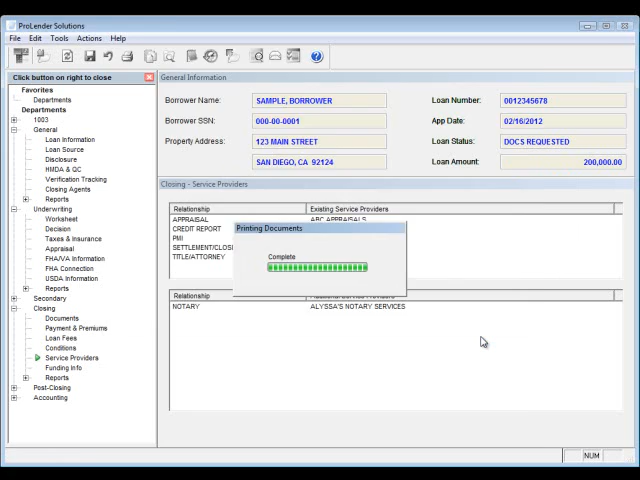 ProLender Solutions
File Edit Tools Actions Help
Click button on right to close
Favorites
Departments
Departments
1003
General
Loan Information
Loan Source
Disclosure
HMDA & QC
Verification Tracking
Closing Agents
Reports
Underwriting
Worksheet
Decision
Taxes & Insurance
Appraisal
FHA/VA Information
FHA Connection
USDA Information
Reports
Secondary
Closing
Documents
Payment & Premiums
Loan Fees
Conditions
Service Providers
Funding Info
Reports
Post-Closing
Accounting
General Information
Borrower Name: SAMPLE, BORROWER Loan Number: 0012345678
Borrower SSN: 000-00-0001 App Date: 02/16/2012
Property Address: 123 MAIN STREET Loan Status: DOCS REQUESTED
SAN DIEGO, CA 92124 Loan Amount: 200,000.00
Closing - Service Providers
Relationship Existing Service Providers
APPRAISAL ABC APPRAISALS
CREDIT REPORT
PMI
SETTLEMENT/CLOSI
TITLE/ATTORNEY
Printing Documents
Complete
Relationship
NOTARY ALYSSA'S NOTARY SERVICES
NUM